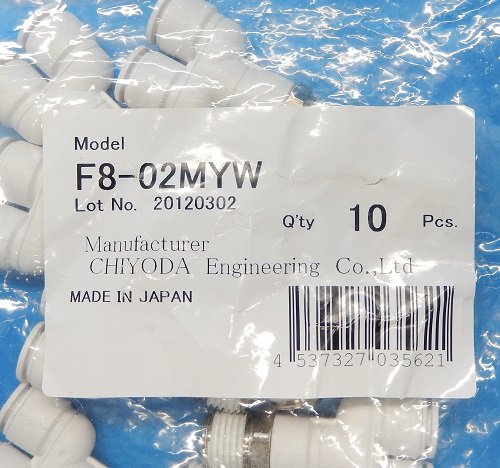 Model
F8-02MYW
Lot No. 20120302
Q'ty 10 Pcs.
Manufacturer
CHIYODA Engineering Co.,Ltd
MADE IN JAPAN
4 537327 035621